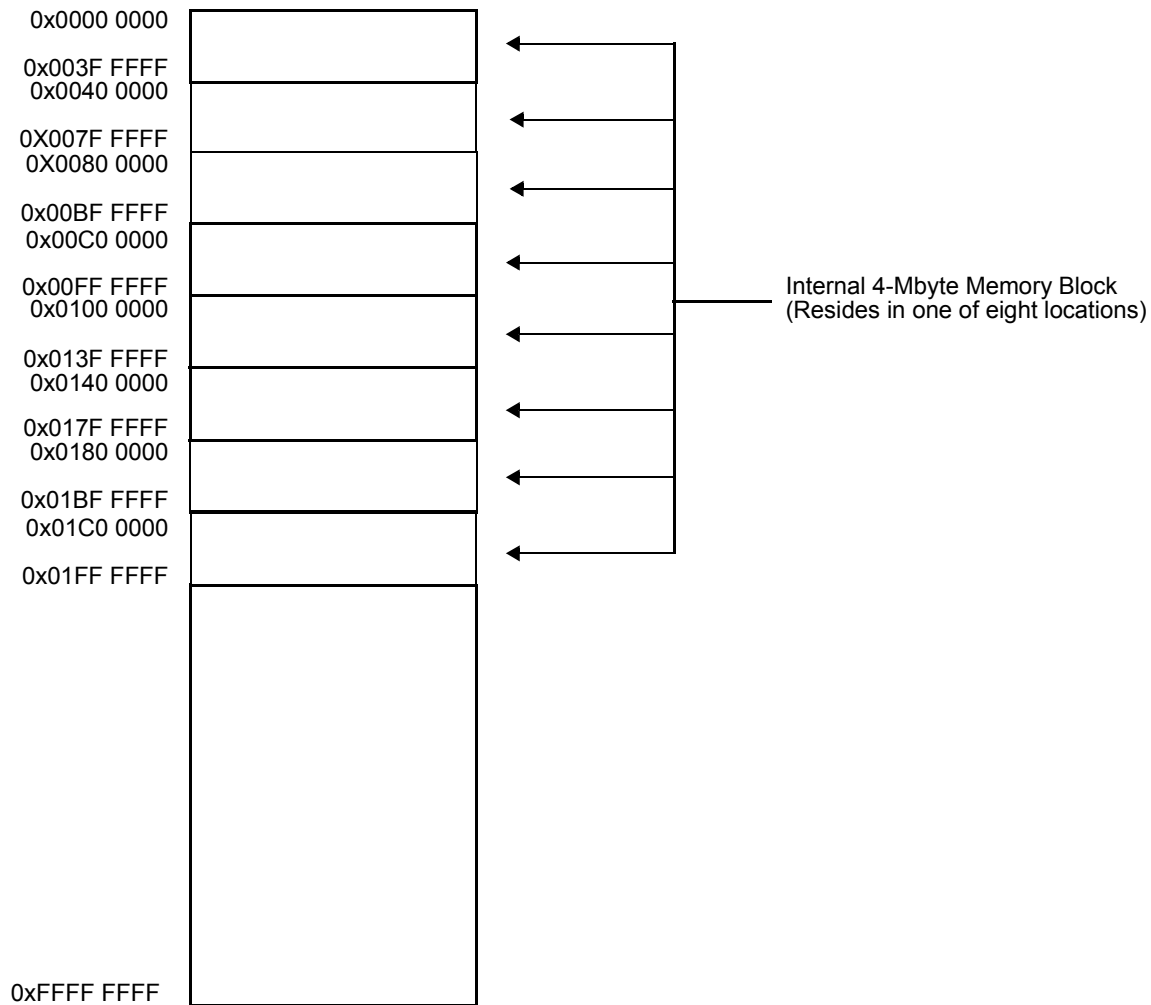 0x0000 0000
0x003F FFFF
0x0040 0000
0X007F FFFF
0X0080 0000
0x00BF FFFF
0x00C0 0000
0x00FF FFFF
0x0100 0000
0x013F FFFF
0x0140 0000
0x017F FFFF
0x0180 0000
0x01BF FFFF
0x01C0 0000
0x01FF FFFF
0xFFFF FFFF
Internal 4-Mbyte Memory Block
(Resides in one of eight locations)